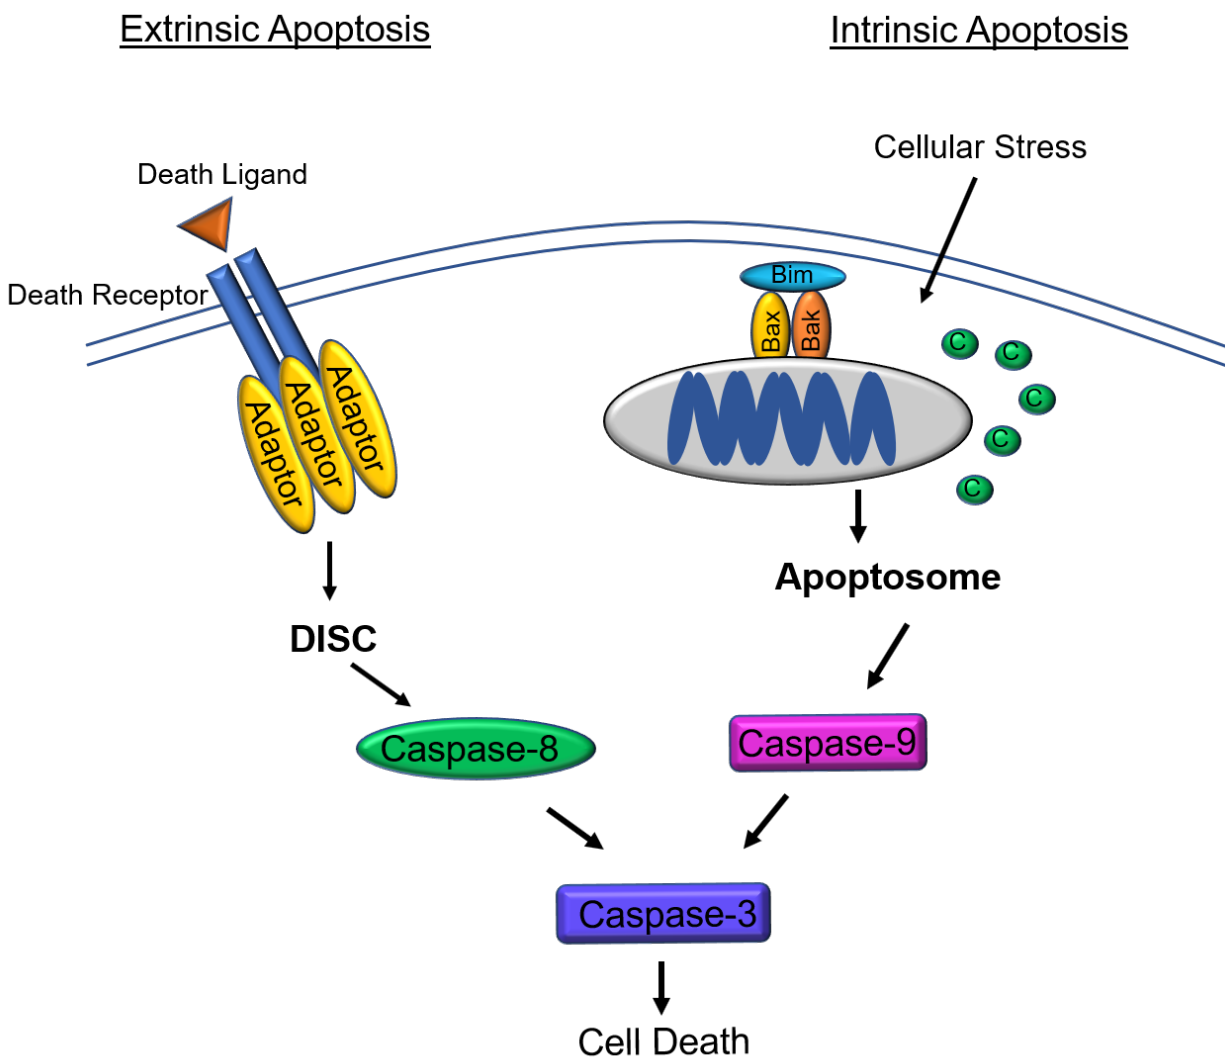 Extrinsic Apoptosis
Intrinsic Apoptosis
Cellular Stress
Death Ligand
Death Receptor
Bim
Bax
Bak
C
C
C
C
C
Adaptor
Adaptor
Adaptor
Apoptosome
DISC
Caspase-8
Caspase-9
Caspase-3
Cell Death